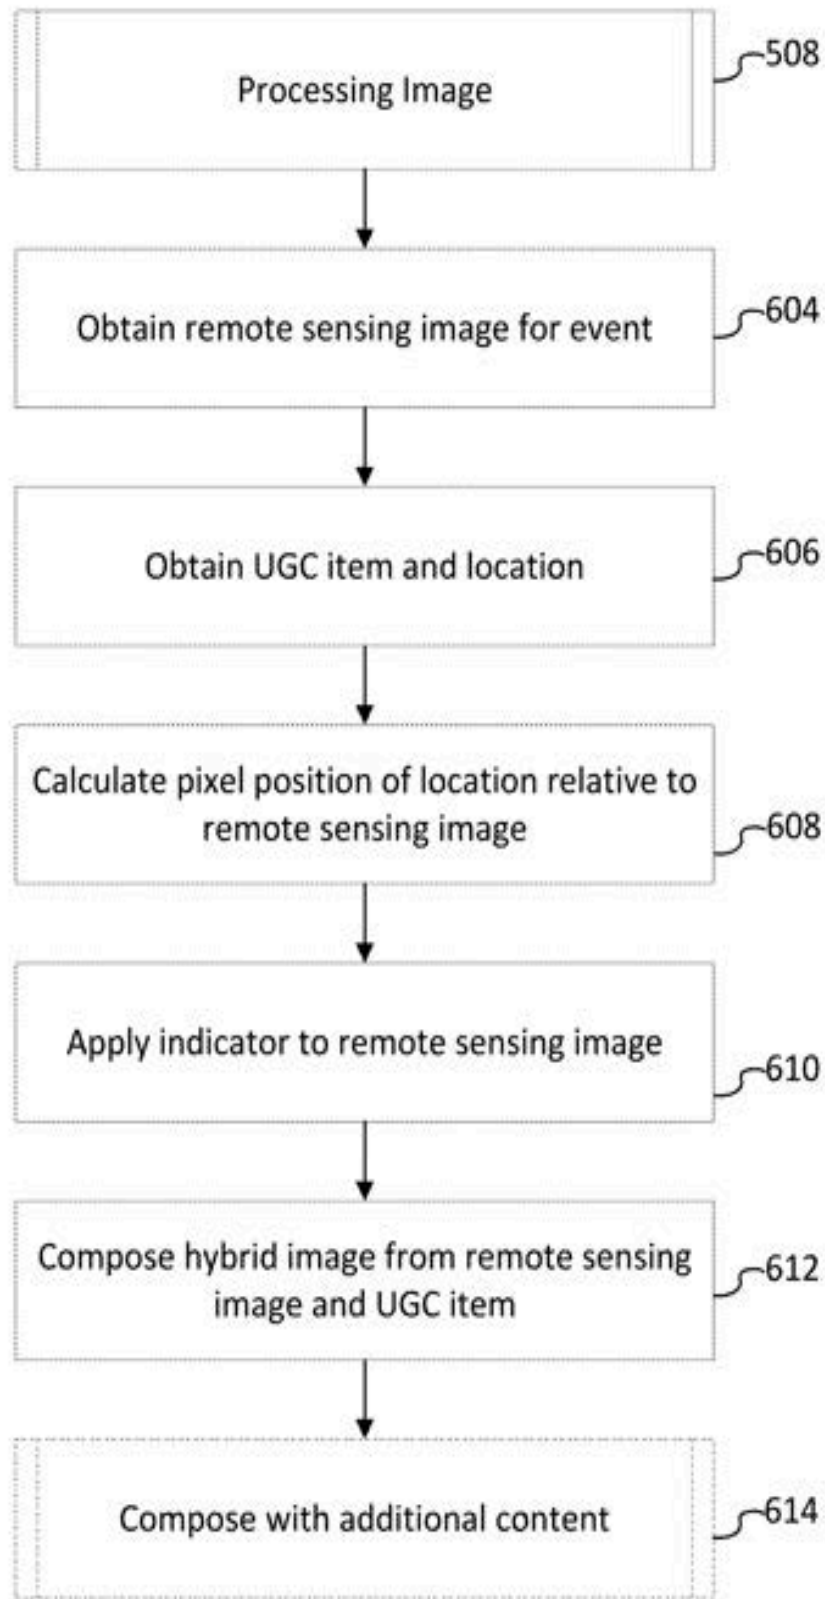 Processing Image
508
Obtain remote sensing image for event
604
Obtain UGC item and location
606
Calculate pixel position of location relative to
remote sensing image
608
Apply indicator to remote sensing image
610
Compose hybrid image from remote sensing
image and UGC item
612
Compose with additional content
614